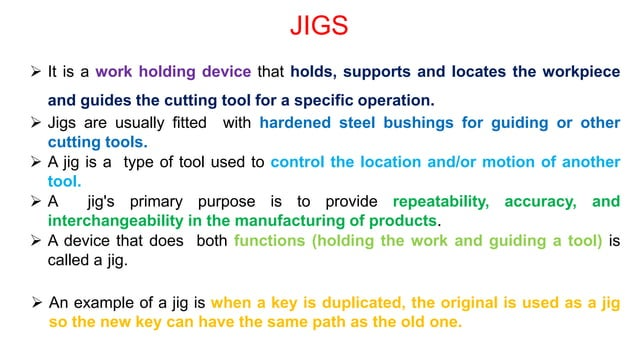 JIGS
➢ It is a work holding device that holds, supports and locates the workpiece
and guides the cutting tool for a specific operation.
➢ Jigs are usually fitted with hardened steel bushings for guiding or other
cutting tools.
➢ A jig is a type of tool used to control the location and/or motion of another
tool.
➢ A jig's primary purpose is to provide repeatability, accuracy, and
interchangeability in the manufacturing of products.
➢ A device that does both functions (holding the work and guiding a tool) is
called a jig.
➢ An example of a jig is when a key is duplicated, the original is used as a jig
so the new key can have the same path as the old one.